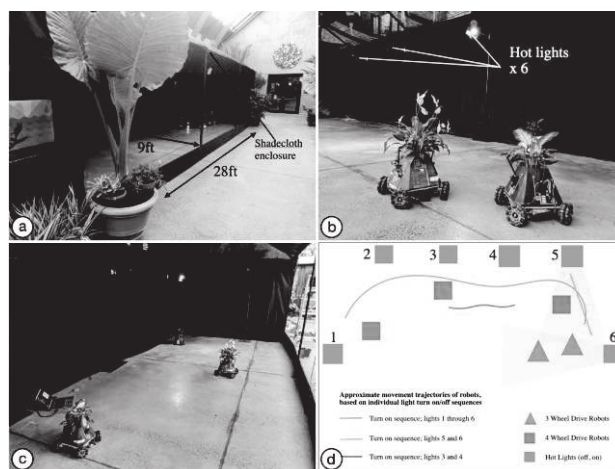 9ft
28ft
Shadecloth
enclosure
a
Hot lights
x 6
b
c
2
3
4
5
1
6
Approximate movement trajectories of robots,
based on individual light turn on/off sequences
Turn on sequence; lights 1 through 6
Turn on sequence; lights 5 and 6
Turn on sequence; lights 3 and 4
3 Wheel Drive Robots
4 Wheel Drive Robots
Hot Lights (off, on)
d